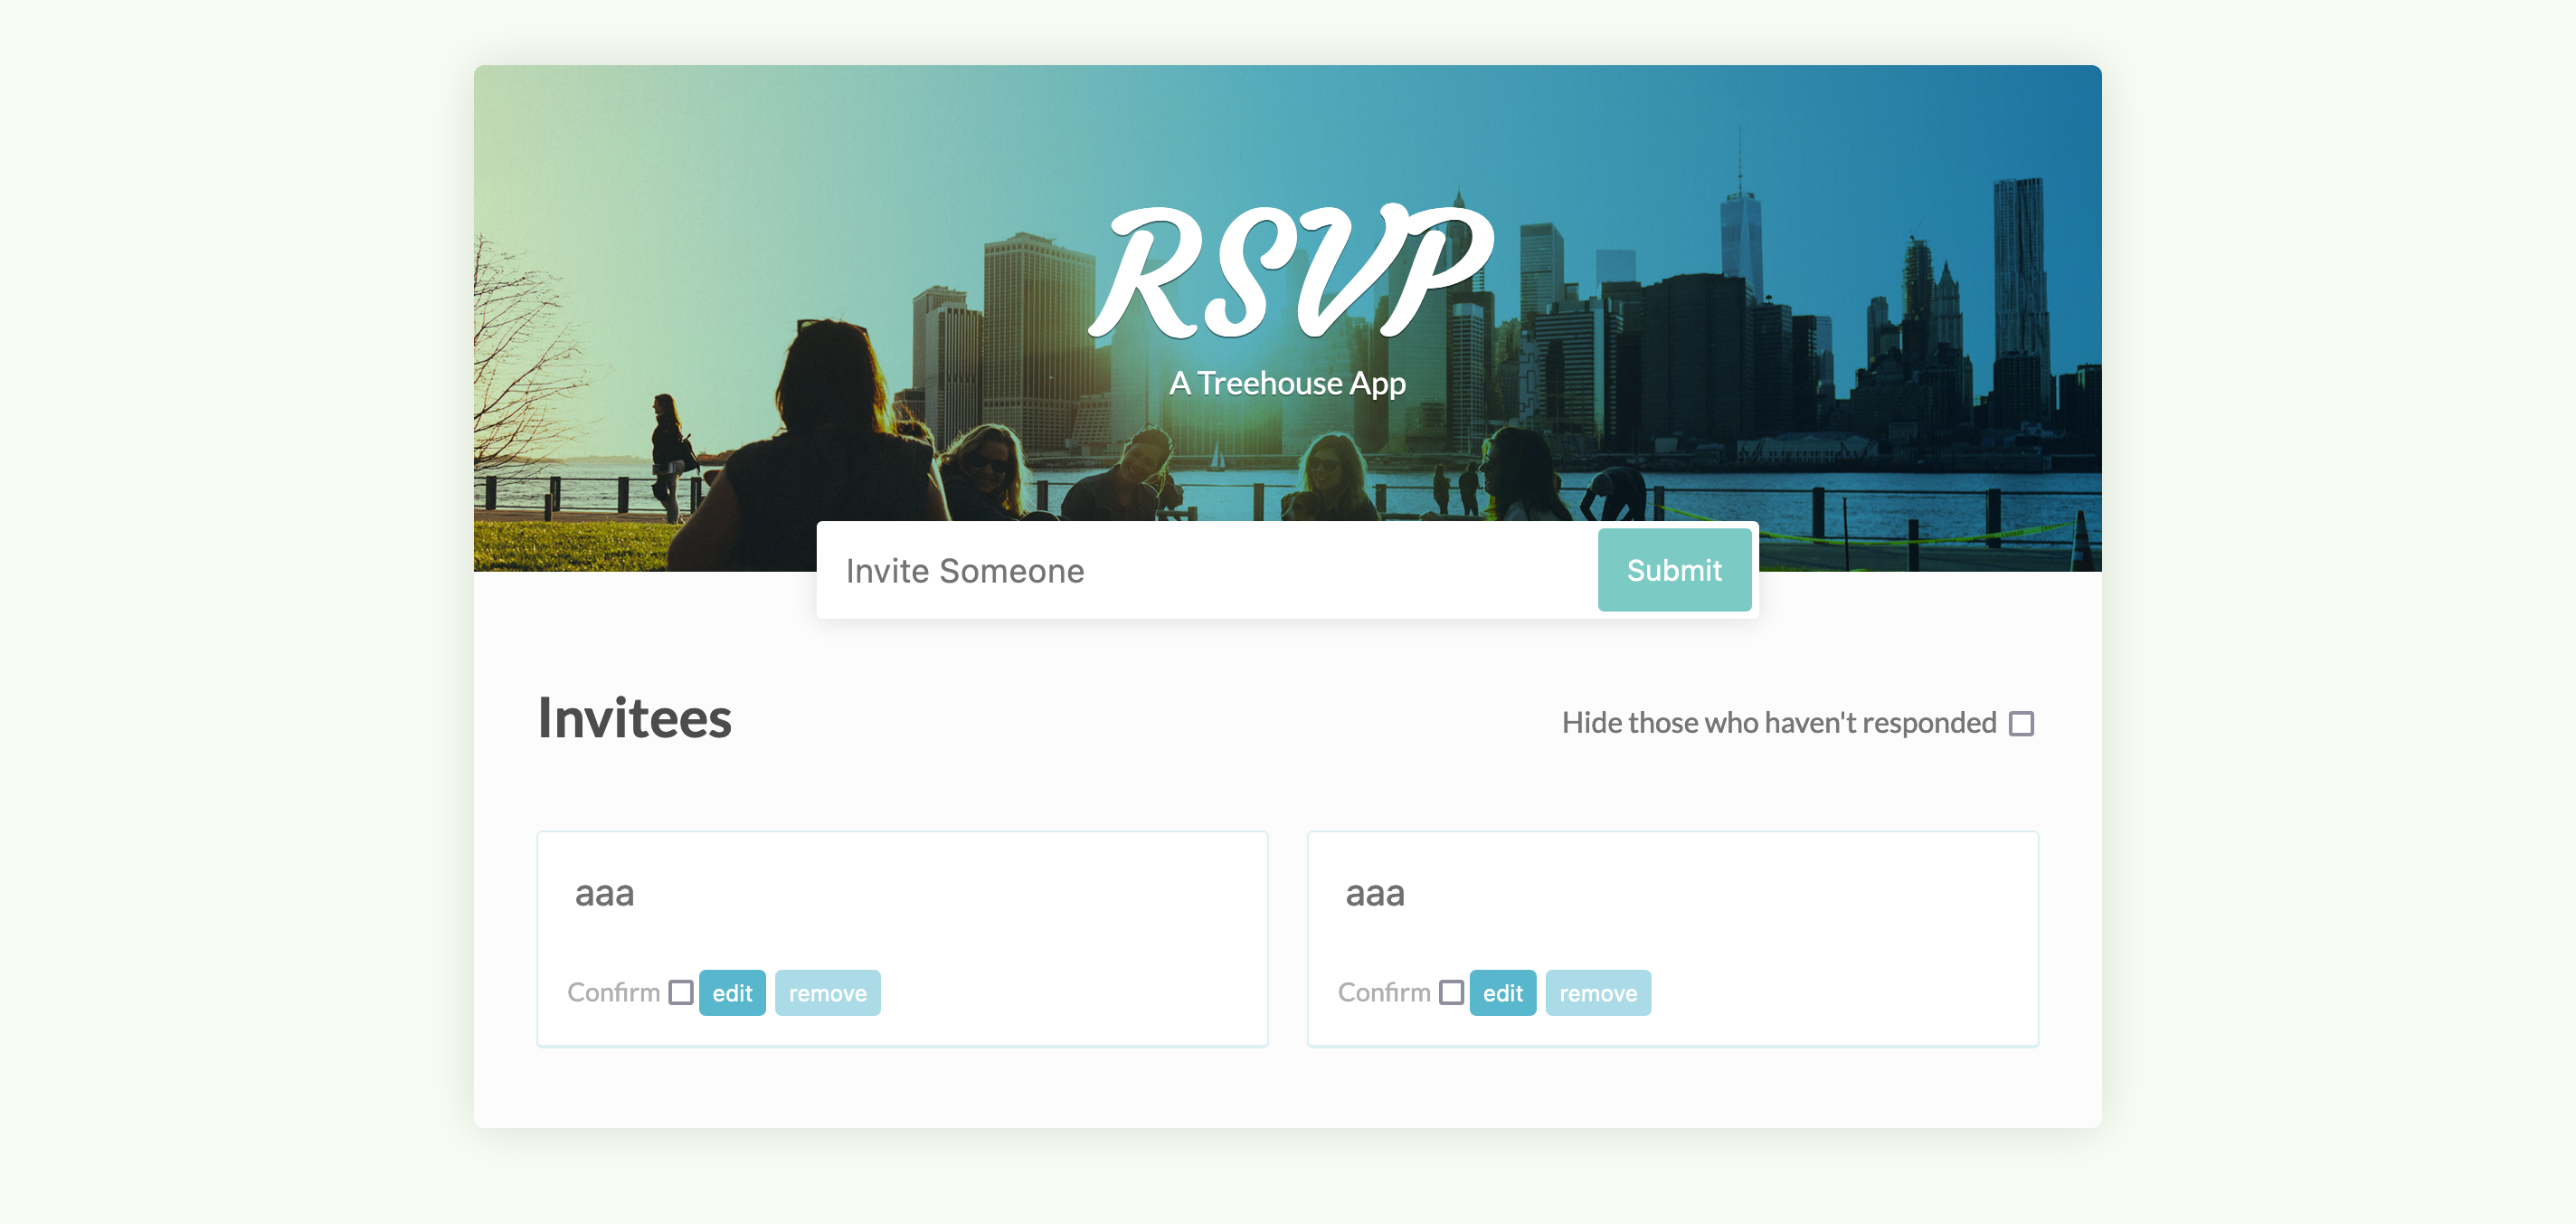 RSVP
A Treehouse App
Invite Someone
Submit
Invitees
Hide those who haven't responded
aaa
Confirm edit remove
aaa
Confirm edit remove